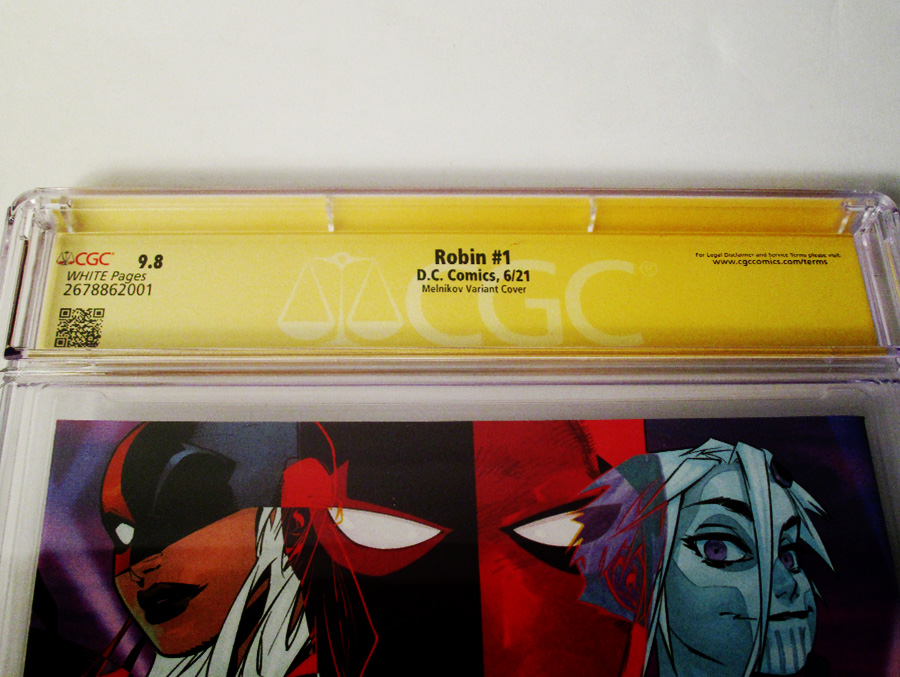 CGC 9.8
WHITE Pages
2678862001
Robin #1
D.C. Comics, 6/21
Melnikov Variant Cover
For Legal Disclaimer and Service Terms please visit:
www.cgccomics.com/terms
CGC®